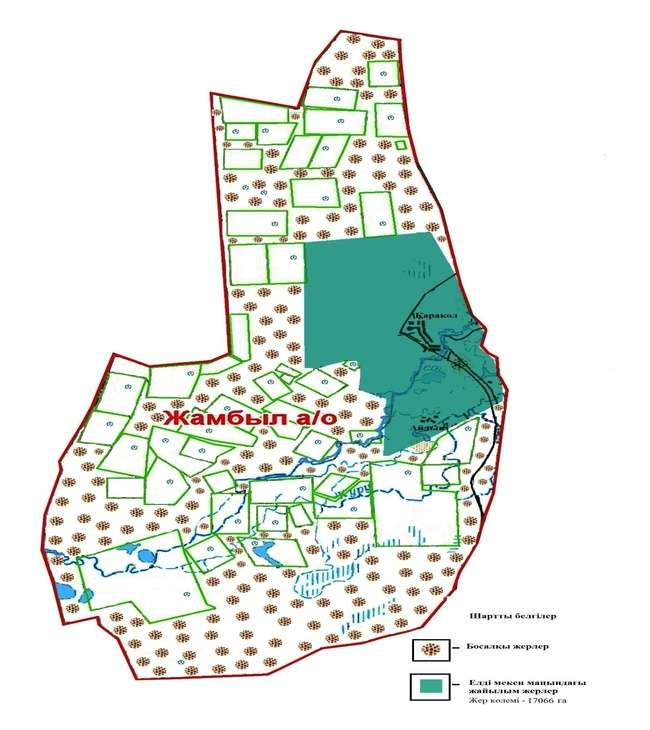 Каракол
Жамбыл а/о
Шартты белгілер
Босалқы жерлер
Елді мекен маңындағы
жайылым жерлер
Жер көлемі - 17066 га